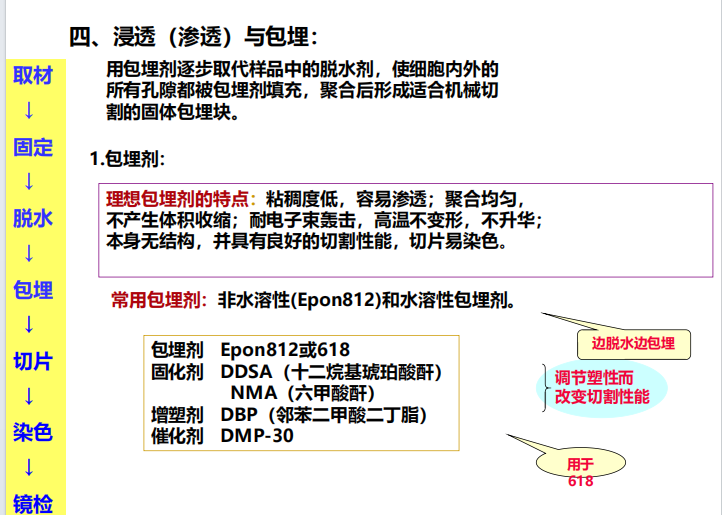 四、浸透（渗透）与包埋：
用包埋剂逐步取代样品中的脱水剂，使细胞内外的
所有孔隙都被包埋剂填充，聚合后形成适合机械切
割的固体包埋块。
取材
↓
固定
↓
脱水
↓
包埋
↓
切片
↓
染色
↓
镜检
1.包埋剂：
理想包埋剂的特点：粘稠度低，容易渗透；聚合均匀，
不产生体积收缩；耐电子束轰击，高温不变形，不升华；
本身无结构，并具有良好的切割性能，切片易染色。
常用包埋剂：非水溶性(Epon812)和水溶性包埋剂。
边脱水边包埋
包埋剂 Epon812或618
固化剂 DDSA（十二烷基琥珀酸酐）
NMA（六甲酸酐）
增塑剂 DBP（邻苯二甲酸二丁脂）
催化剂 DMP-30
调节塑性而
改变切割性能
用于
618